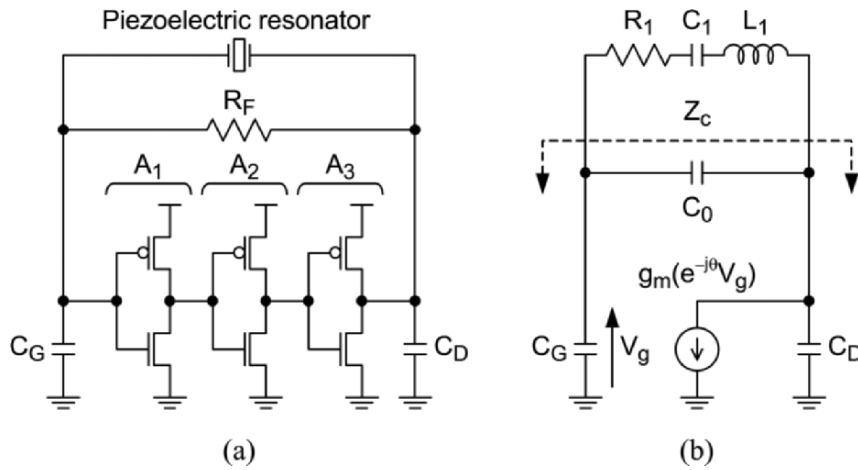 Piezoelectric resonator
R_F
A_1 A_2 A_3
C_G C_D
(a)
R_1 C_1 L_1
Z_c
C_0
g_m(e^{-jθ}V_g)
C_G V_g C_D
(b)